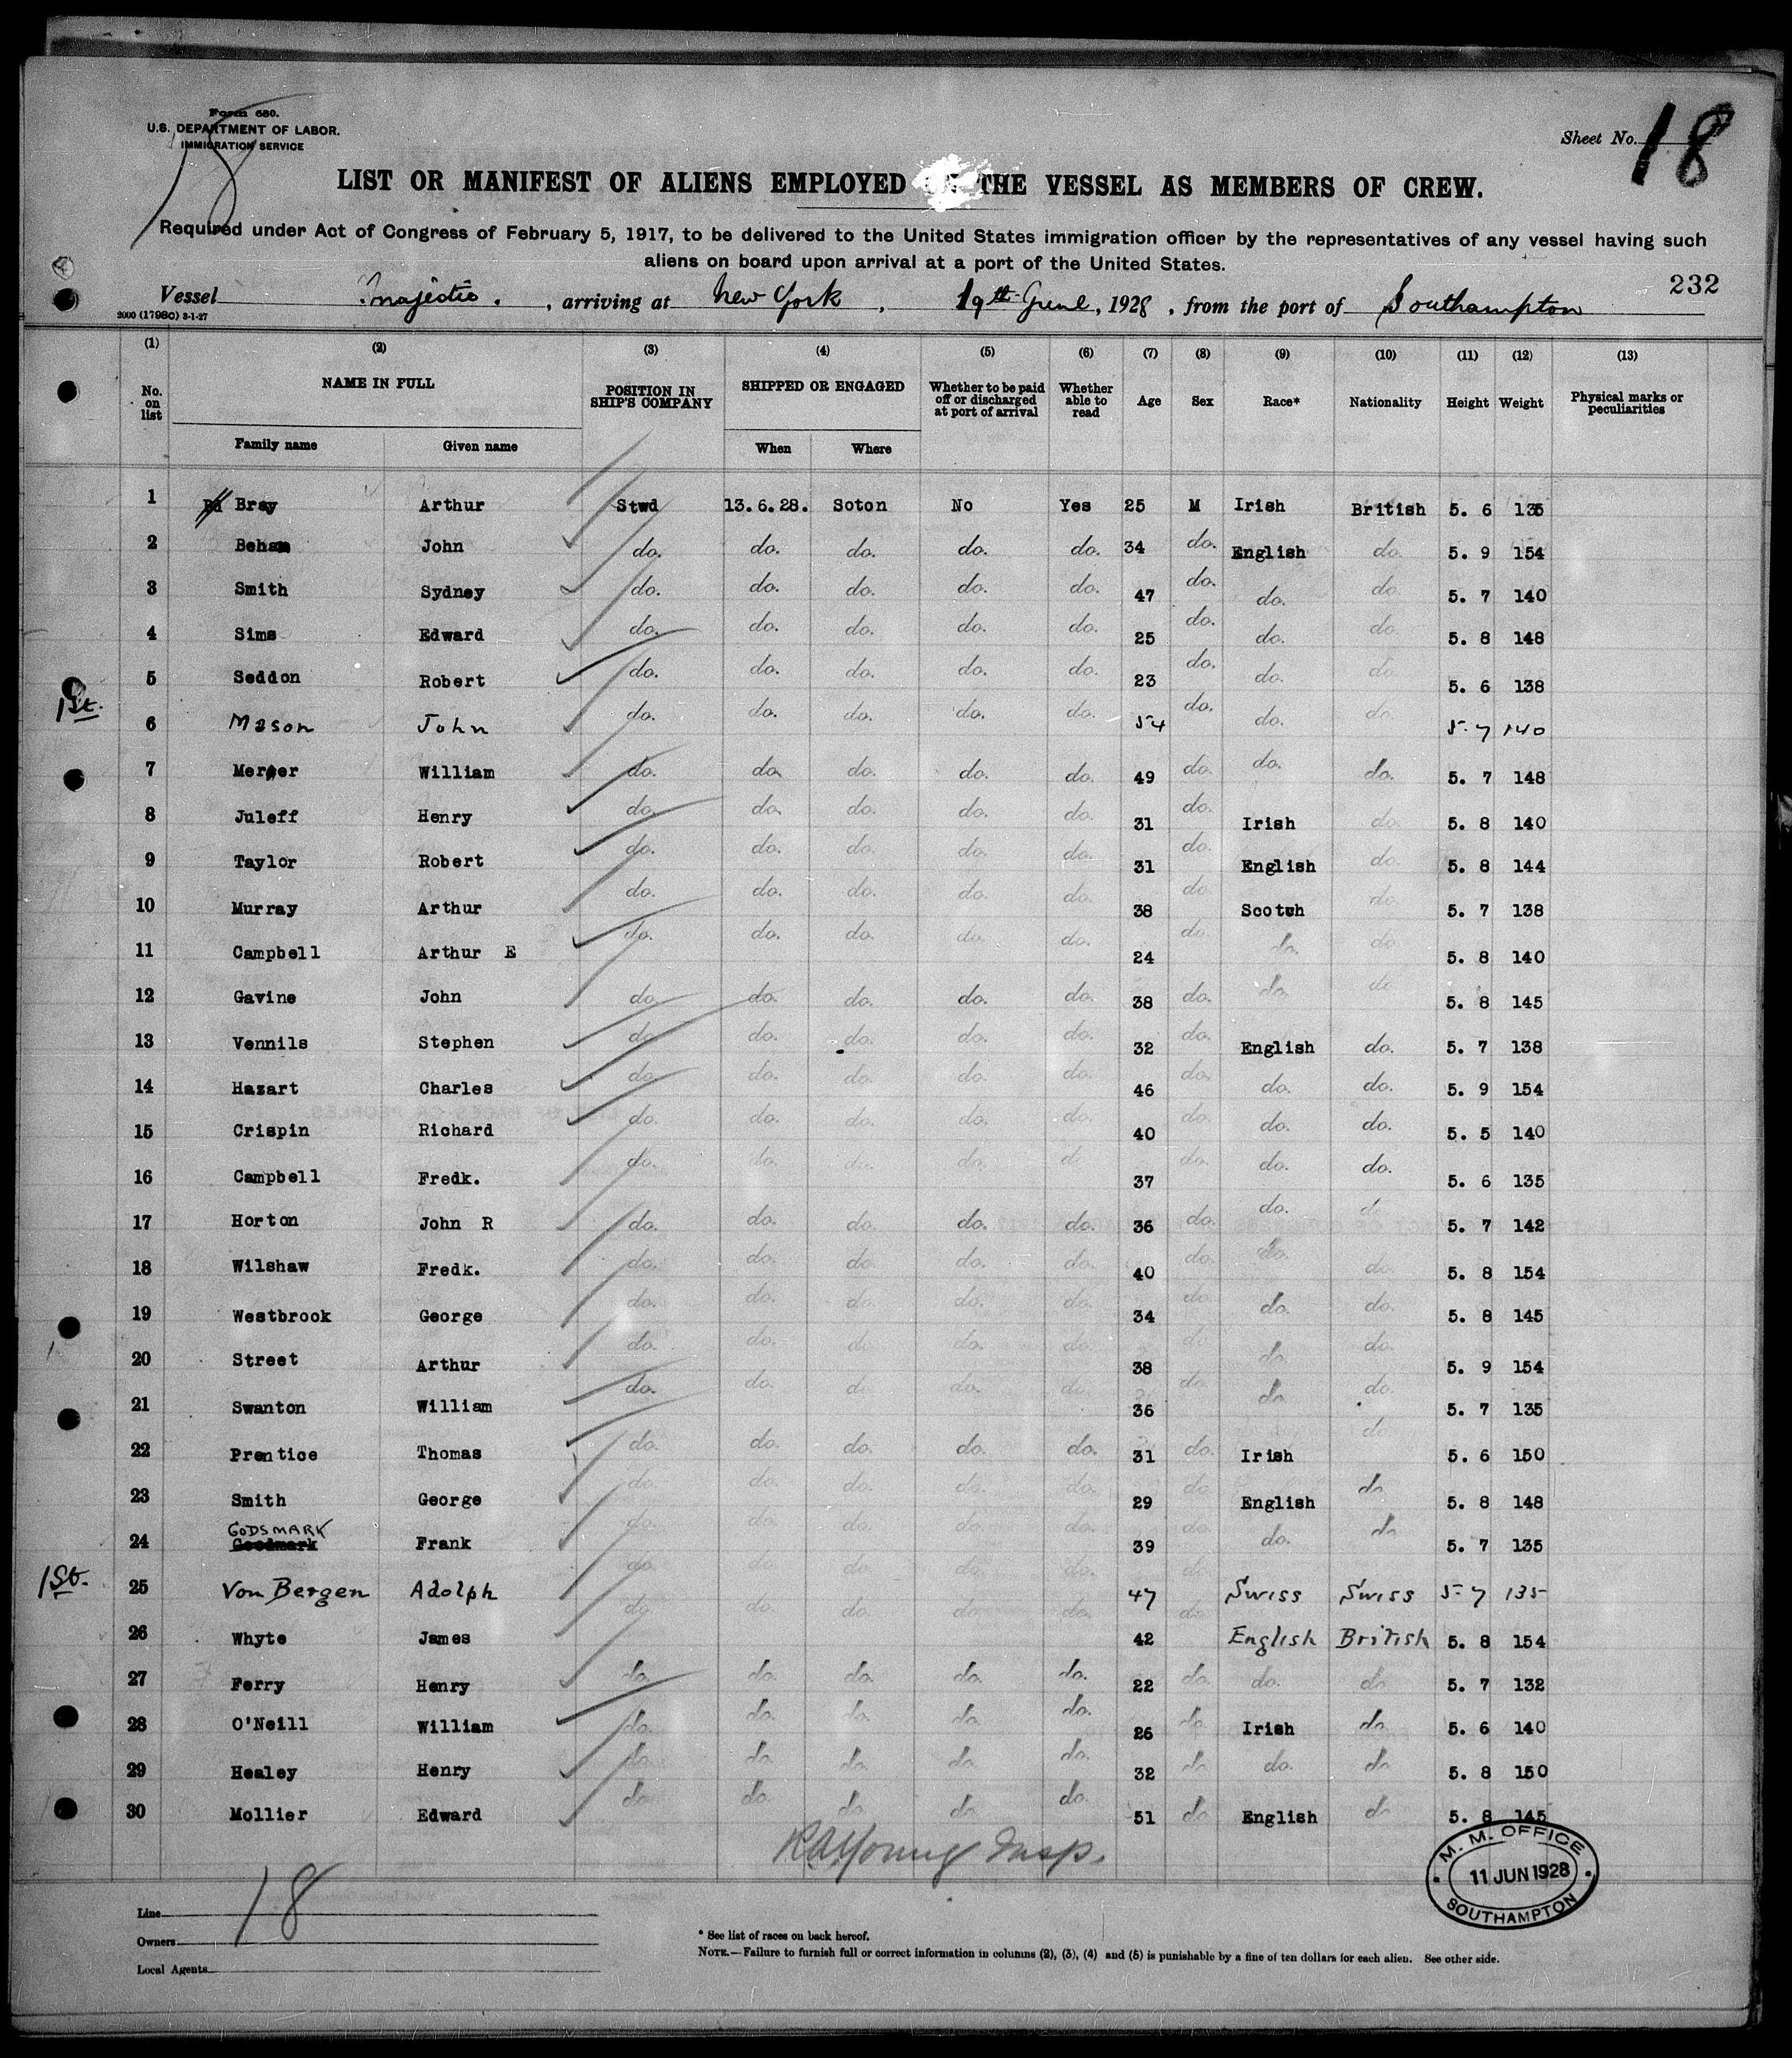 Form 680.
U.S. DEPARTMENT OF LABOR.
IMMIGRATION SERVICE
18
Sheet No. 18
LIST OR MANIFEST OF ALIENS EMPLOYED THE VESSEL AS MEMBERS OF CREW.
Required under Act of Congress of February 5, 1917, to be delivered to the United States immigration officer by the representatives of any vessel having such
aliens on board upon arrival at a port of the United States.
232
Vessel Majestic. , arriving at New York , 19th June, 1928 , from the port of Southampton
2000 (1798C) 3-1-27
(1) (2) (3) (4) (5) (6) (7) (8) (9) (10) (11) (12) (13)
No. on list NAME IN FULL POSITION IN SHIP'S COMPANY SHIPPED OR ENGAGED Whether to be paid off or discharged at port of arrival Whether able to read Age Sex Race* Nationality Height Weight Physical marks or peculiarities
Family name Given name When Where
1 Bray Arthur Stwd 13.6.28. Soton No Yes 25 M Irish British 5. 6 135
2 John do. do. do. do. do. 34 do. English do. 5. 9 154
3 Smith Sydney do. do. do. do. do. 47 do. do. do. 5. 7 140
4 Sims Edward do. do. do. do. do. 25 do. do. do 5. 8 148
5 Seddon Robert do. do. do. do. do. 23 do. do. do. 5. 6 138
1st.
6 Mason John do. do. do. do. do. 54 do. do. do. 5. 7 140
7 William do. do. do. do. do. 49 do. do. do. 5. 7 148
8 Juleff Henry do. do. do. do. do. 31 do. Irish do. 5. 8 140
9 Taylor Robert do. do. do. do. do. 31 do. English do. 5. 8 144
10 Murray Arthur do. do. do. do. do. 38 do. Scotch do. 5. 7 138
11 Campbell Arthur E do. do. do. do. do. 24 do. do. do. 5. 8 140
12 Gavine John do. do. do. do. do. 38 do. do. do. 5. 8 145
13 Vennils Stephen do. do. do. do. do. 32 do. English do. 5. 7 138
14 Hazart Charles do. do. do. do. do. 46 do. do. do. 5. 9 154
15 Crispin Richard do. do. do. do. do. 40 do. do. do. 5. 5 140
16 Campbell Fredk. do. do. do. do. d. 37 do. do. do. 5. 6 135
17 Horton John R do. do. do. do. do. 36 do. do. do. 5. 7 142
18 Wilshaw Fredk. do. do. do. do. do. 40 do. do. do. 5. 8 154
19 Westbrook George do. do. do. do. do. 34 do. do. do. 5. 8 145
20 Street Arthur do. do. do. do. do. 38 do. do do. 5. 9 154
21 Swanton William do. do. do. do. do. 36 do. do do. 5. 7 135
22 Prentice Thomas do. do. do. do. do. 31 do. Irish do 5. 6 150
23 Smith George do. do. do. do. do. 29 do. English do 5. 8 148
24 GODSMARK Frank do. do. do. do. do. 39 do. do. do 5. 7 135
1st.
25 Von Bergen Adolph do. do. do. do. do. 47 Swiss Swiss 5-7 135
26 Whyte James do. do. do. do. do. 42 do. English British 5. 8 154
27 Ferry Henry do. do. do. do. do. 22 do. do. do 5. 7 132
28 O'Neill William do. do. do. do. do. 26 do Irish do 5. 6 140
29 Healey Henry do. do do. do. do. 32 do do. do 5. 8 150
30 Mollier Edward do. do. do. do. do. 51 do English do 5. 8 145
Young Insp.
M. M. OFFICE
11 JUN 1928
SOUTHAMPTON
18
Line
Owners
Local Agents
* See list of races on back hereof.
NOTE.—Failure to furnish full or correct information in columns (2), (3), (4) and (5) is punishable by a fine of ten dollars for each alien. See other side.